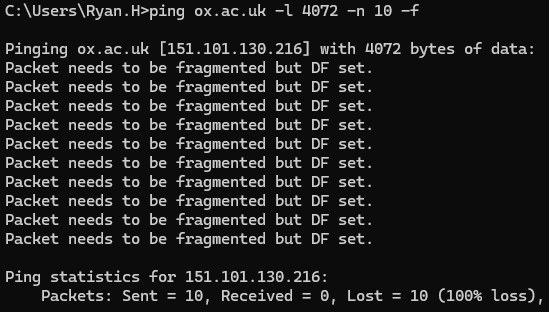 C:\Users\Ryan.H>ping ox.ac.uk -l 4072 -n 10 -f
Pinging ox.ac.uk [151.101.130.216] with 4072 bytes of data:
Packet needs to be fragmented but DF set.
Packet needs to be fragmented but DF set.
Packet needs to be fragmented but DF set.
Packet needs to be fragmented but DF set.
Packet needs to be fragmented but DF set.
Packet needs to be fragmented but DF set.
Packet needs to be fragmented but DF set.
Packet needs to be fragmented but DF set.
Packet needs to be fragmented but DF set.
Packet needs to be fragmented but DF set.
Ping statistics for 151.101.130.216:
Packets: Sent = 10, Received = 0, Lost = 10 (100% loss),